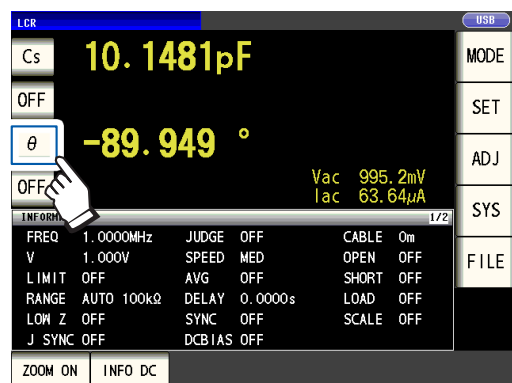 LCR USB
Cs 10.1481pF MODE
OFF SET
θ -89.949 ° ADJ
OFF Vac 995.2mV
Iac 63.64μA SYS
1/2
FREQ 1.0000MHz JUDGE OFF CABLE 0m
V 1.000V SPEED MED OPEN OFF FILE
LIMIT OFF AVG OFF SHORT OFF
RANGE AUTO 100kΩ DELAY 0.0000s LOAD OFF
LOW Z OFF SYNC OFF SCALE OFF
J SYNC OFF DCBIAS OFF
ZOOM ON INFO DC